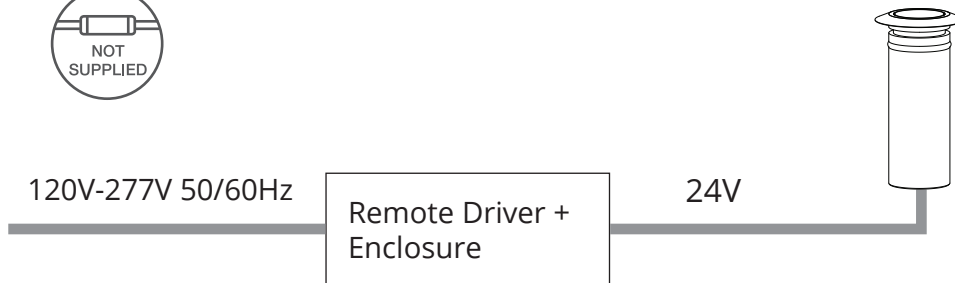 NOT
SUPPLIED
120V-277V 50/60Hz
24V
Remote Driver +
Enclosure